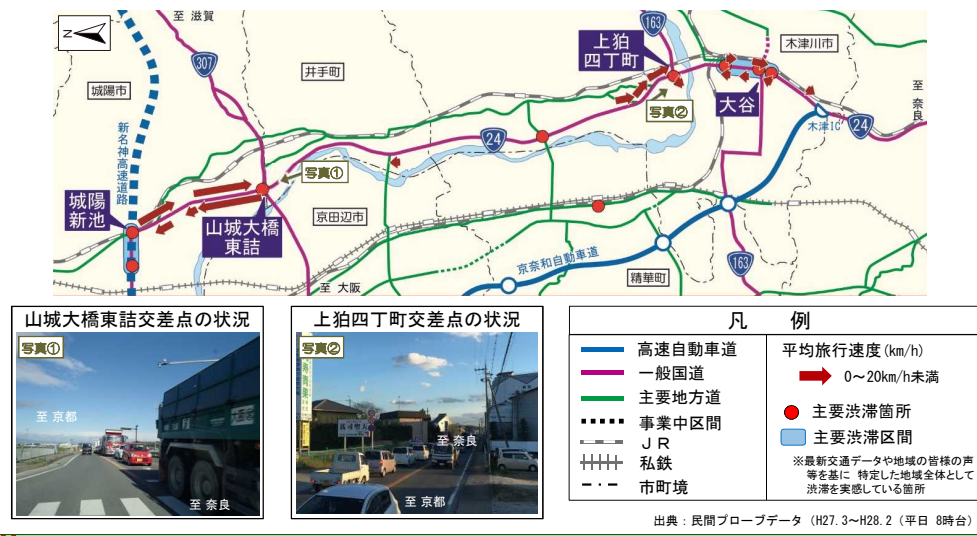 至 滋賀
N
163
上狛
四丁町
木津川市
307
井手町
城陽市
大谷
至 奈良
写真②
木津IC
24
新名神高速道路
24
写真①
城陽
新池
山城大橋
東詰
京田辺市
京奈和自動車道
163
精華町
至 大阪
山城大橋東詰交差点の状況
写真①
至 京都
至 奈良
上狛四丁町交差点の状況
写真②
至 奈良
至 京都
凡 例
高速自動車道
一般国道
主要地方道
事業中区間
ＪＲ
私鉄
市町境
平均旅行速度(km/h)
0～20km/h未満
主要渋滞箇所
主要渋滞区間
※最新交通データや地域の皆様の声
等を基に 特定した地域全体として
渋滞を実感している箇所
出典：民間プローブデータ（H27.3～H28.2（平日 8時台）